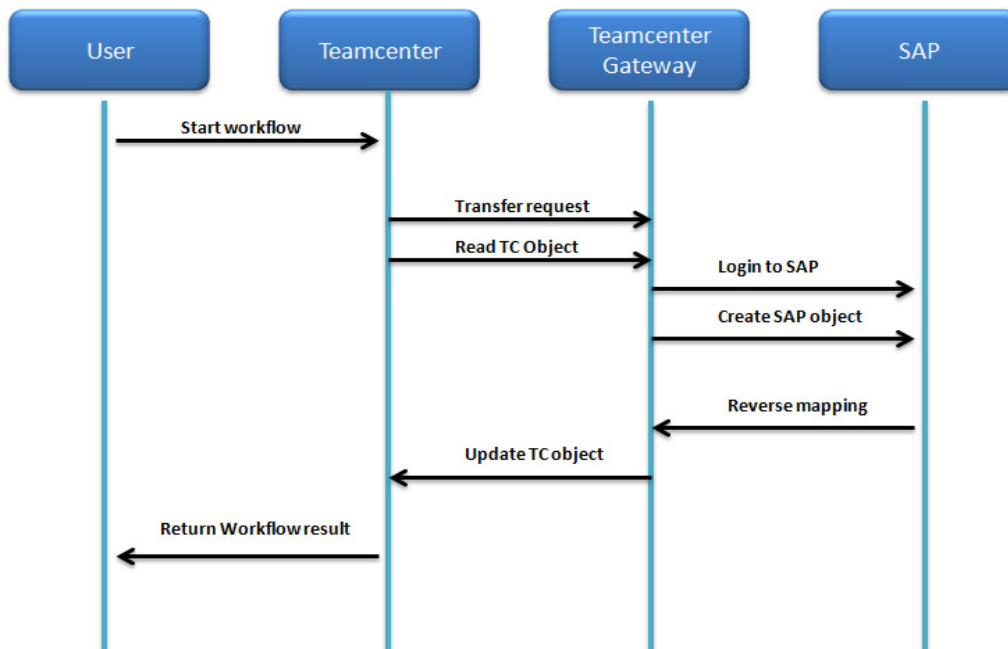 User
Teamcenter
Teamcenter
Gateway
SAP
Start workflow
Transfer request
Read TC Object
Login to SAP
Create SAP object
Reverse mapping
Update TC object
Return Workflow result